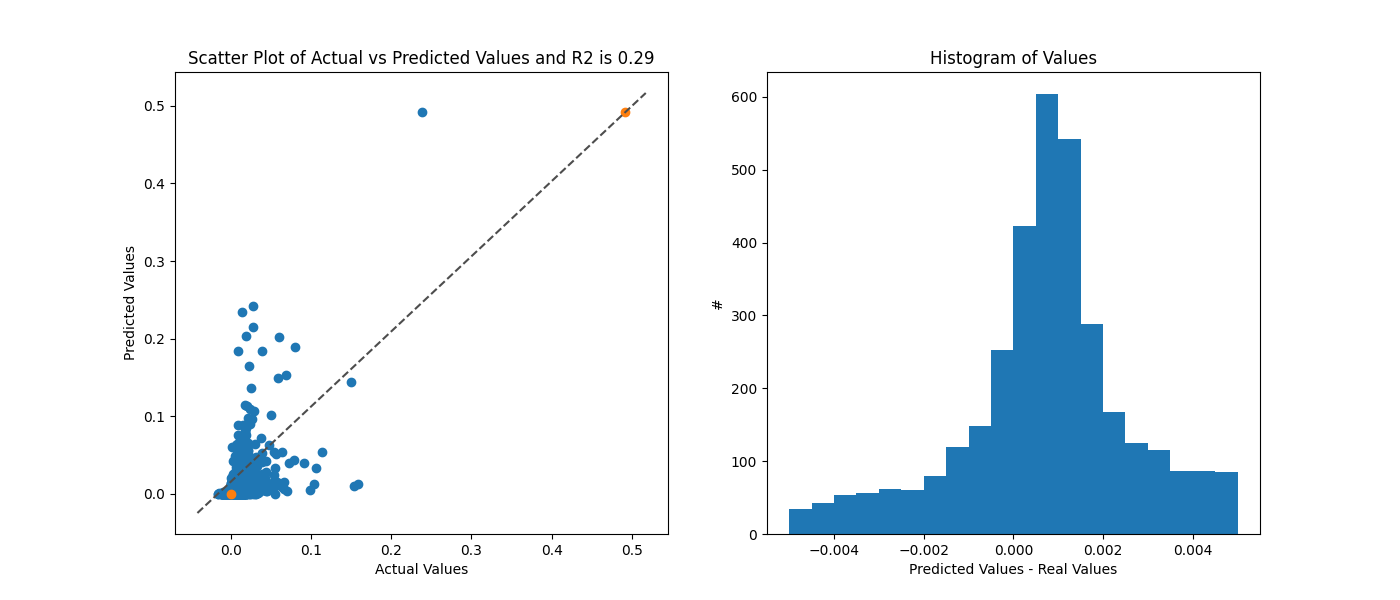 Scatter Plot of Actual vs Predicted Values and R2 is 0.29
0.5
0.4
0.3
0.2
0.1
0.0
Predicted Values
0.0 0.1 0.2 0.3 0.4 0.5
Actual Values
Histogram of Values
600
500
400
300
200
100
0
#
−0.004 −0.002 0.000 0.002 0.004
Predicted Values - Real Values